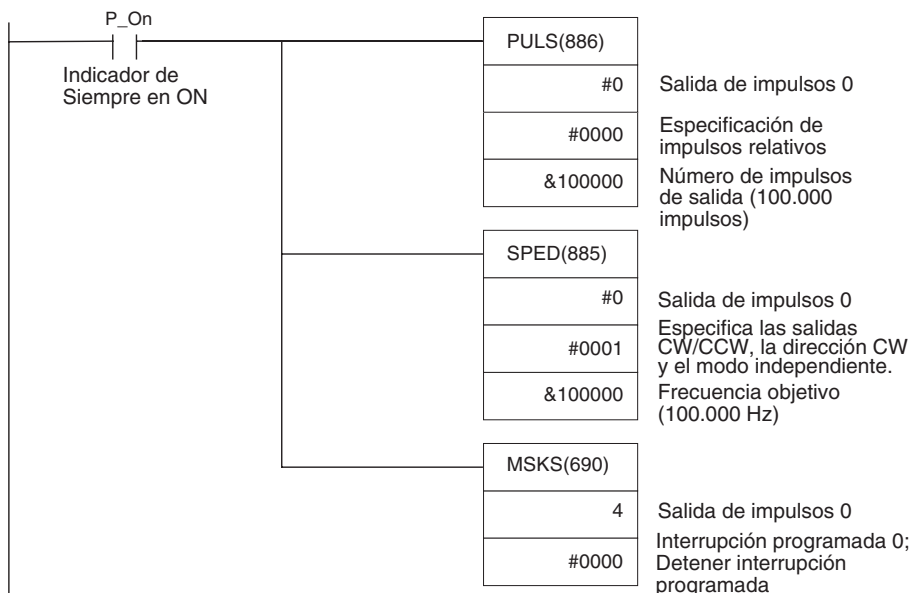 P_On
Indicador de
Siempre en ON
PULS(886)
#0 Salida de impulsos 0
#0000 Especificación de
impulsos relativos
&100000 Número de impulsos
de salida (100.000
impulsos)
SPED(885)
#0 Salida de impulsos 0
#0001 Especifica las salidas
CW/CCW, la dirección CW
y el modo independiente.
&100000 Frecuencia objetivo
(100.000 Hz)
MSKS(690)
4 Salida de impulsos 0
#0000 Interrupción programada 0;
Detener interrupción
programada